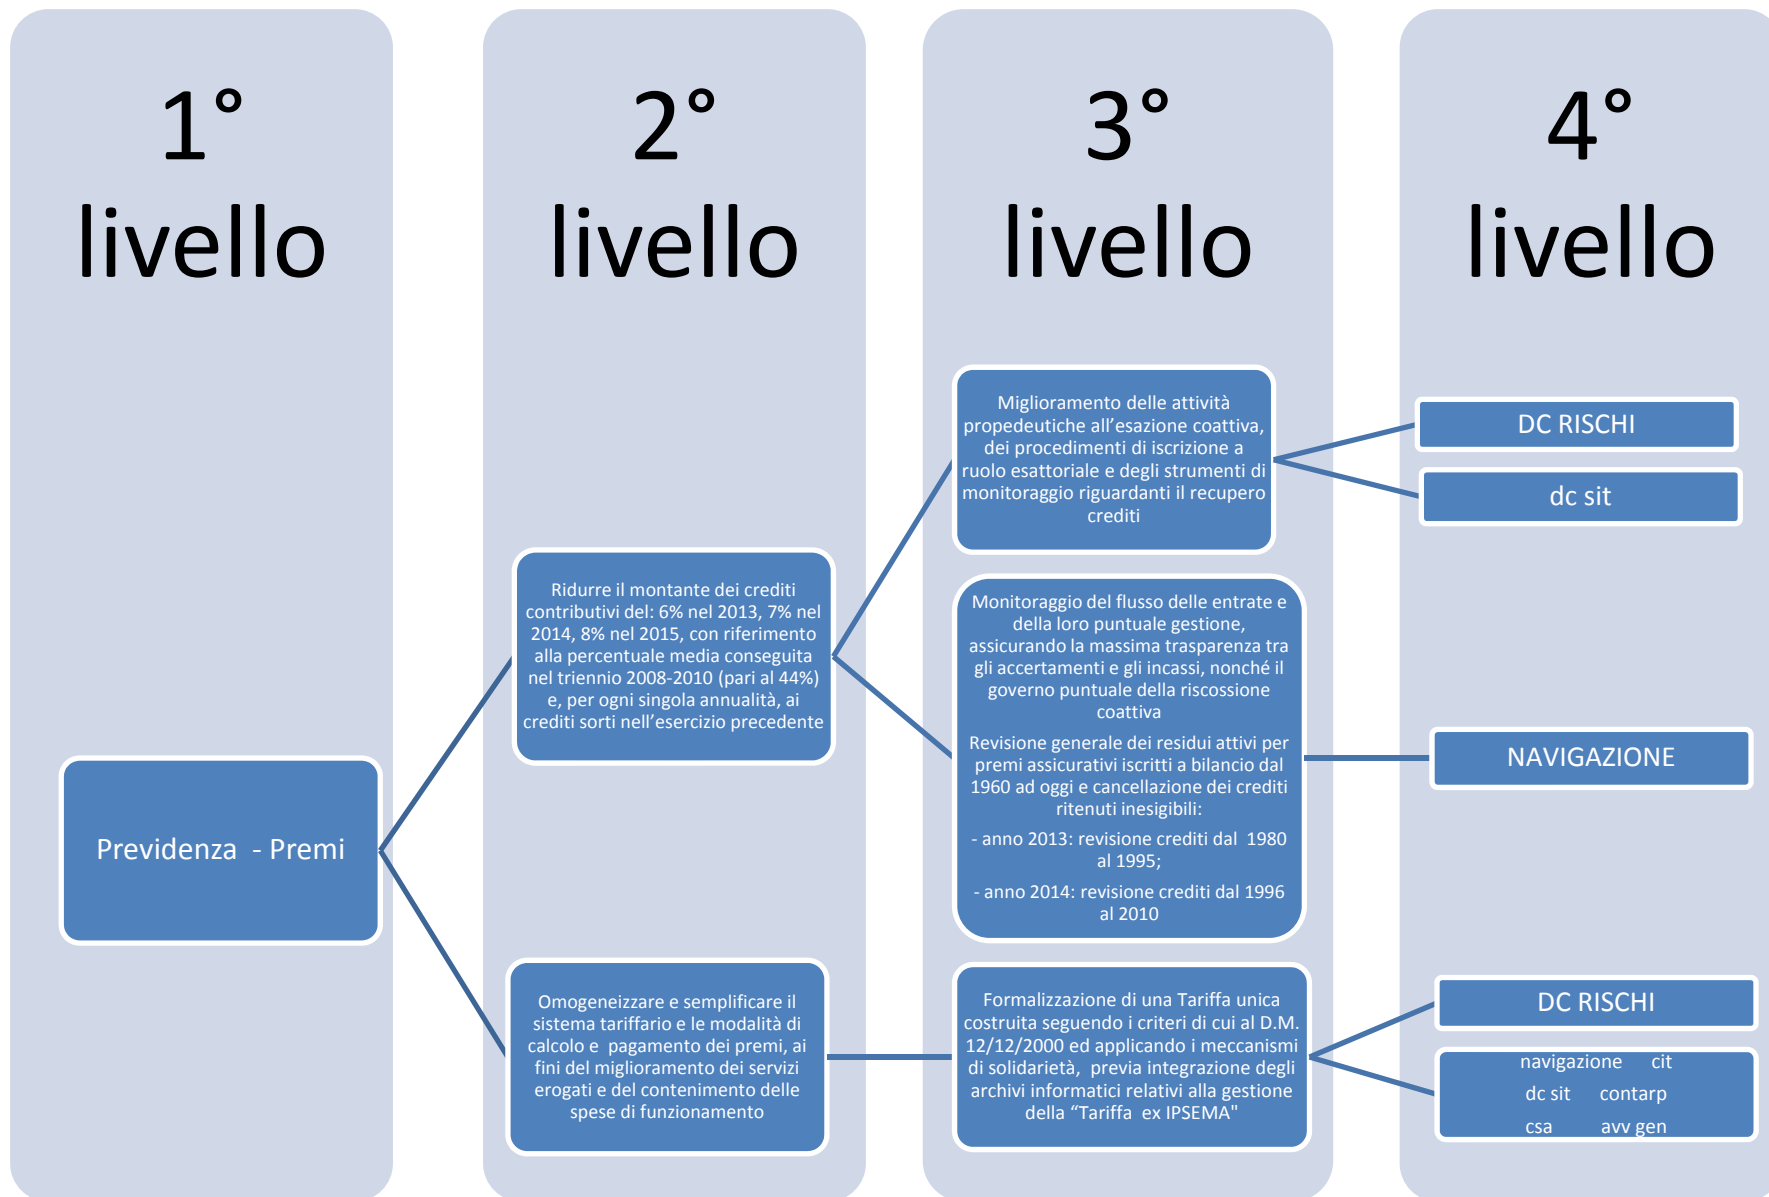 1°
livello
2°
livello
3°
livello
4°
livello
Previdenza - Premi
Ridurre il montante dei crediti
contributivi del: 6% nel 2013, 7% nel
2014, 8% nel 2015, con riferimento
alla percentuale media conseguita
nel triennio 2008-2010 (pari al 44%)
e, per ogni singola annualità, ai
crediti sorti nell’esercizio precedente
Omogeneizzare e semplificare il
sistema tariffario e le modalità di
calcolo e pagamento dei premi, ai
fini del miglioramento dei servizi
erogati e del contenimento delle
spese di funzionamento
Miglioramento delle attività
propedeutiche all’esazione coattiva,
dei procedimenti di iscrizione a
ruolo esattoriale e degli strumenti di
monitoraggio riguardanti il recupero
crediti
Monitoraggio del flusso delle entrate e
della loro puntuale gestione,
assicurando la massima trasparenza tra
gli accertamenti e gli incassi, nonché il
governo puntuale della riscossione
coattiva
Revisione generale dei residui attivi per
premi assicurativi iscritti a bilancio dal
1960 ad oggi e cancellazione dei crediti
ritenuti inesigibili:
- anno 2013: revisione crediti dal 1980
al 1995;
- anno 2014: revisione crediti dal 1996
al 2010
Formalizzazione di una Tariffa unica
costruita seguendo i criteri di cui al D.M.
12/12/2000 ed applicando i meccanismi
di solidarietà, previa integrazione degli
archivi informatici relativi alla gestione
della “Tariffa ex IPSEMA"
DC RISCHI
dc sit
NAVIGAZIONE
DC RISCHI
navigazione cit
dc sit contarp
csa avv gen